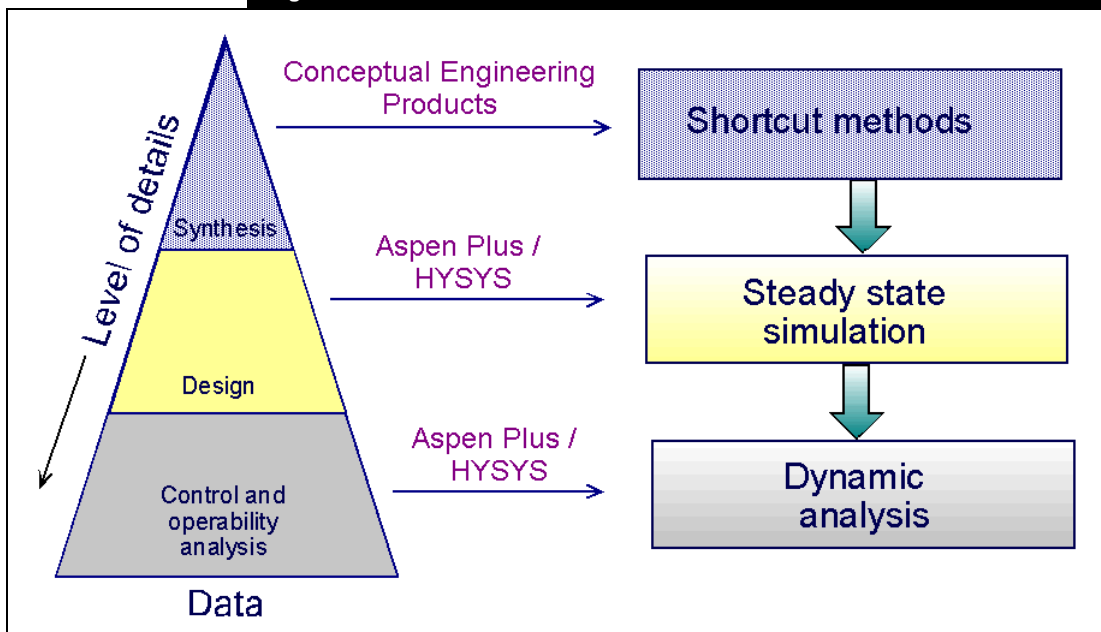 Conceptual Engineering
Products
Shortcut methods
Level of details
Synthesis
Aspen Plus /
HYSYS
Steady state
simulation
Design
Aspen Plus /
HYSYS
Dynamic
analysis
Control and
operability
analysis
Data